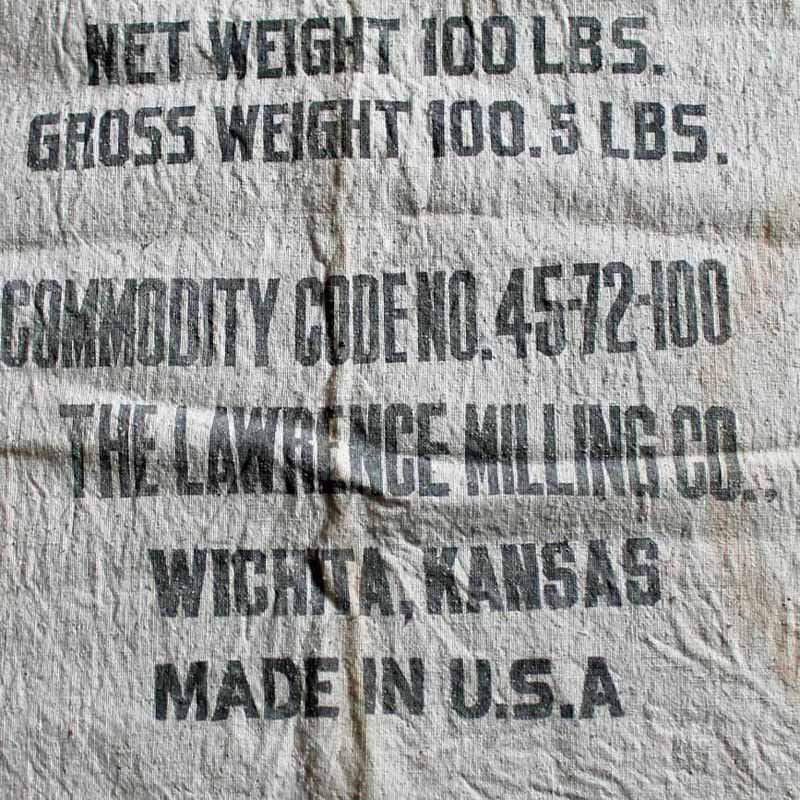 NET WEIGHT 100 LBS.
GROSS WEIGHT 100.5 LBS.
COMMODITY CODE NO. 45-72-100
THE LAWRENCE MILLING CO.,
WICHITA, KANSAS
MADE IN U.S.A